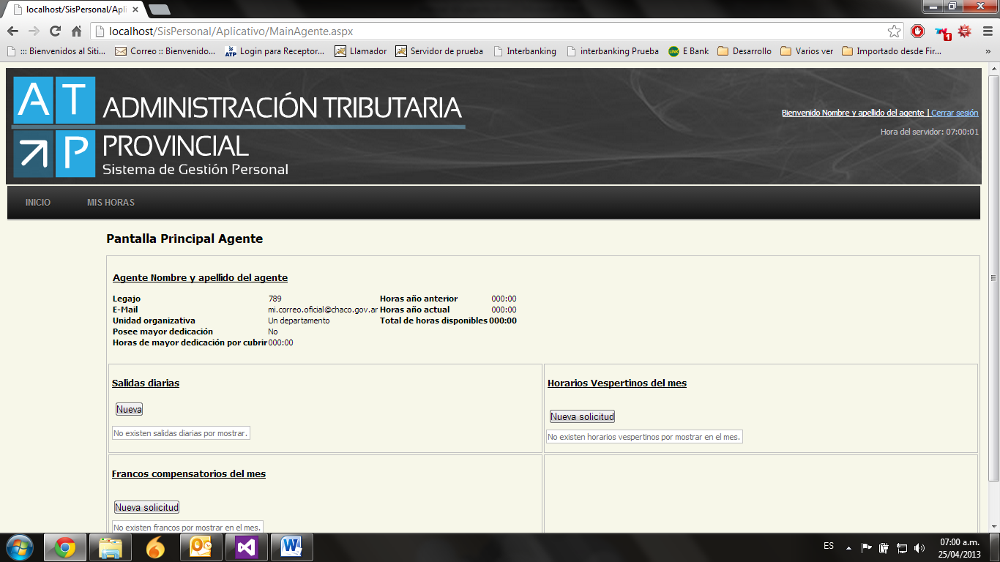 localhost/SisPersonal/Apli
localhost/SisPersonal/Aplicativo/MainAgente.aspx
1
::: Bienvenidos al Siti...
Correo :: Bienvenido...
ATP
Login para Receptor...
Llamador
Servidor de prueba
Interbanking
interbanking Prueba
LINK
E Bank
Desarrollo
Varios ver
Importado desde Fir...
»
AT
P
ADMINISTRACIÓN TRIBUTARIA
PROVINCIAL
Sistema de Gestión Personal
Bienvenido Nombre y apellido del agente | Cerrar sesión
Hora del servidor: 07:00:01
INICIO
MIS HORAS
Pantalla Principal Agente
Agente Nombre y apellido del agente
Legajo 789 Horas año anterior 000:00
E-Mail mi.correo.oficial@chaco.gov.ar Horas año actual 000:00
Unidad organizativa Un departamento Total de horas disponibles 000:00
Posee mayor dedicación No
Horas de mayor dedicación por cubrir 000:00
Salidas diarias
Nueva
No existen salidas diarias por mostrar.
Horarios Vespertinos del mes
Nueva solicitud
No existen horarios vespertinos por mostrar en el mes.
Francos compensatorios del mes
Nueva solicitud
No existen francos por mostrar en el mes.
ES
07:00 a.m.
25/04/2013